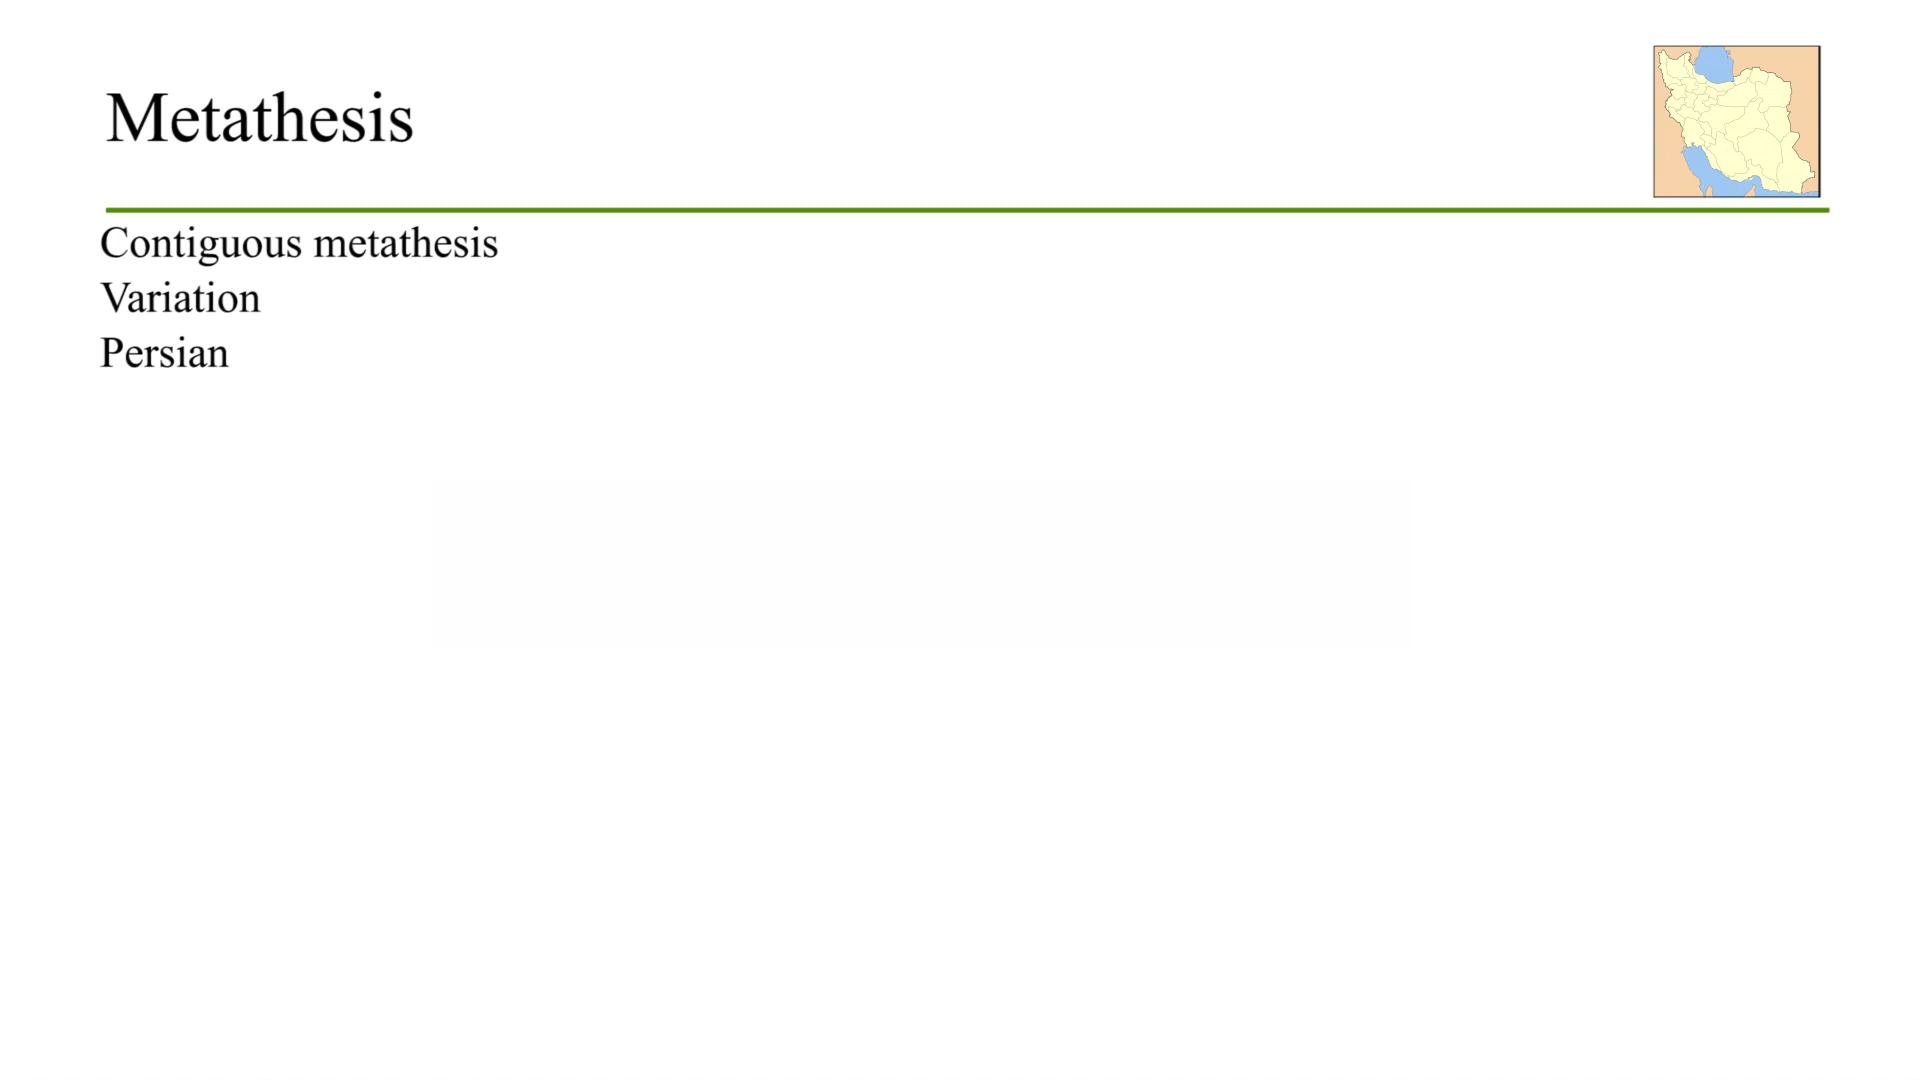 Metathesis
Contiguous metathesis
Variation
Persian